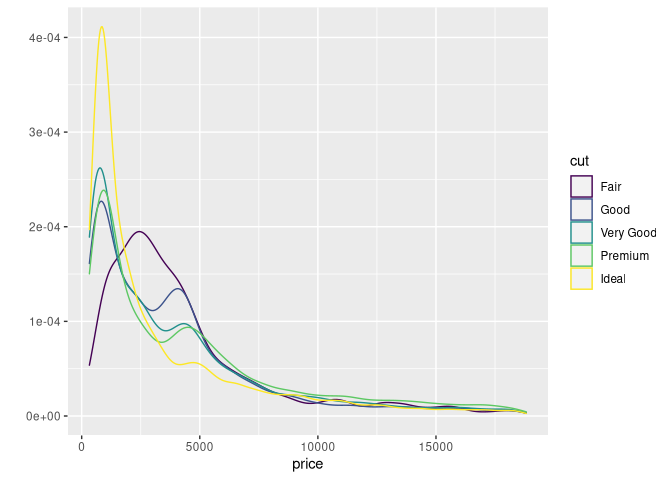 4e-04
3e-04
2e-04
1e-04
0e+00
0
5000
10000
15000
price
cut
Fair
Good
Very Good
Premium
Ideal